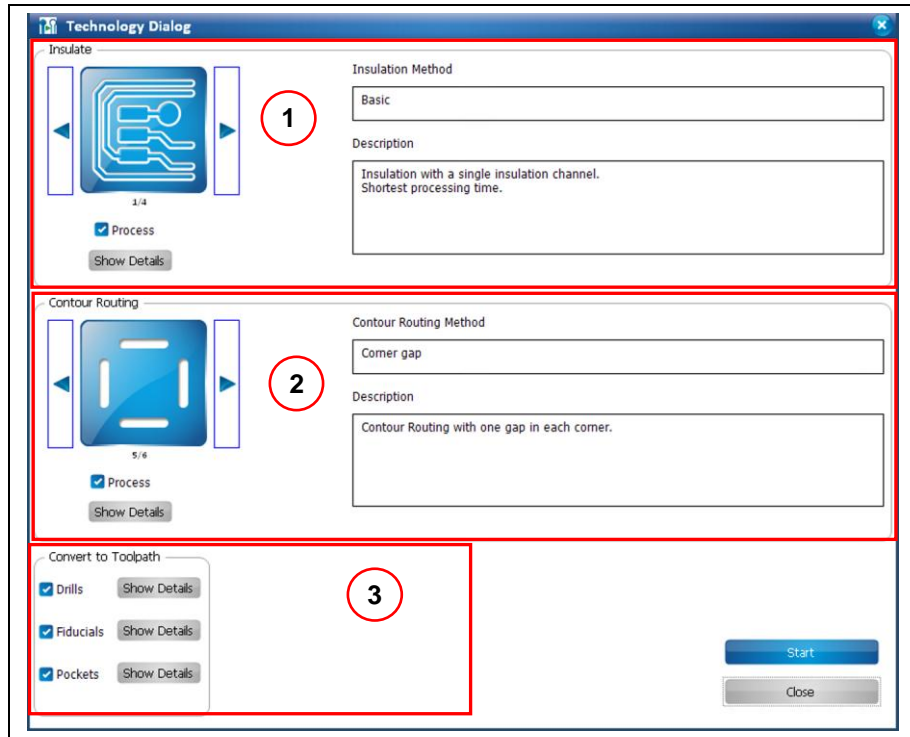 Technology Dialog
Insulate
Insulation Method
Basic
1
Description
Insulation with a single insulation channel.
Shortest processing time.
1/4
Process
Show Details
Contour Routing
Contour Routing Method
Corner gap
2
Description
Contour Routing with one gap in each corner.
5/6
Process
Show Details
Convert to Toolpath
Drills Show Details
3
Fiducials Show Details
Pockets Show Details
Start
Close